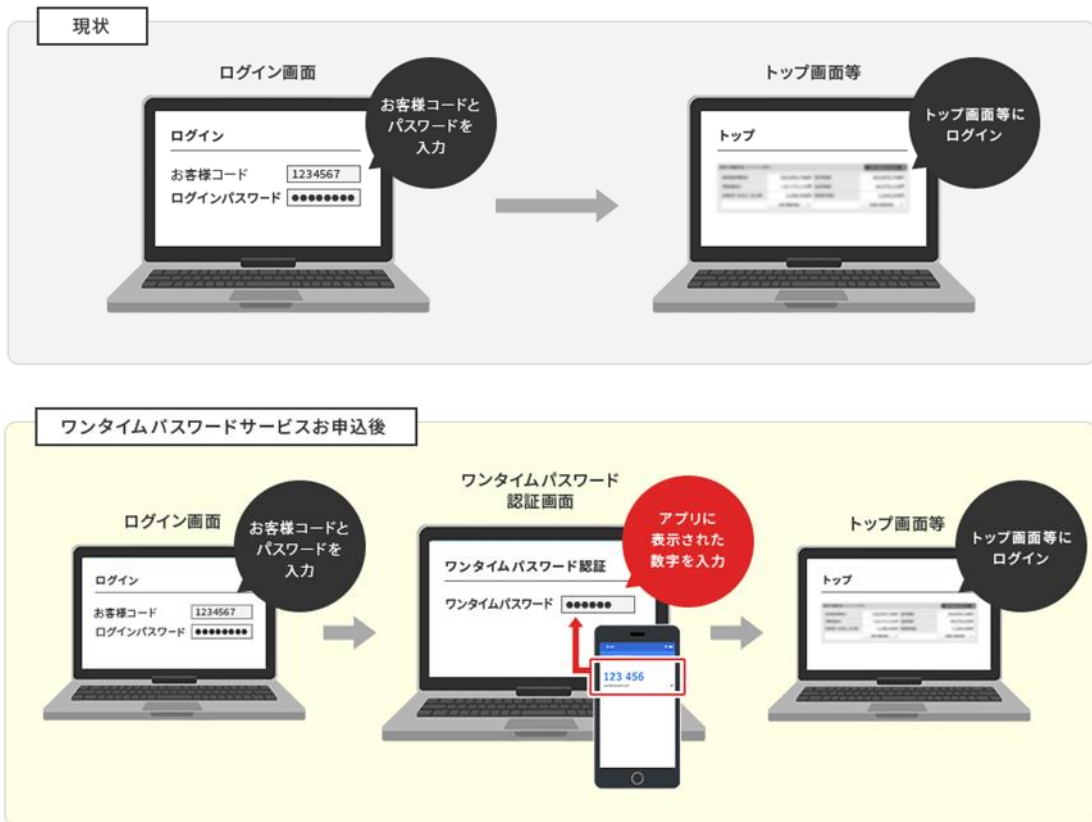 現状
ログイン画面
お客様コードと
パスワードを
入力
ログイン
お客様コード 1234567
ログインパスワード ●●●●●●●●
トップ画面等
トップ画面等に
ログイン
トップ
ワンタイムパスワードサービスお申込後
ログイン画面
お客様コードと
パスワードを
入力
ログイン
お客様コード 1234567
ログインパスワード ●●●●●●●●
ワンタイムパスワード
認証画面
アプリに
表示された
数字を入力
ワンタイムパスワード認証
ワンタイムパスワード ●●●●●●
123 456
トップ画面等
トップ画面等に
ログイン
トップ